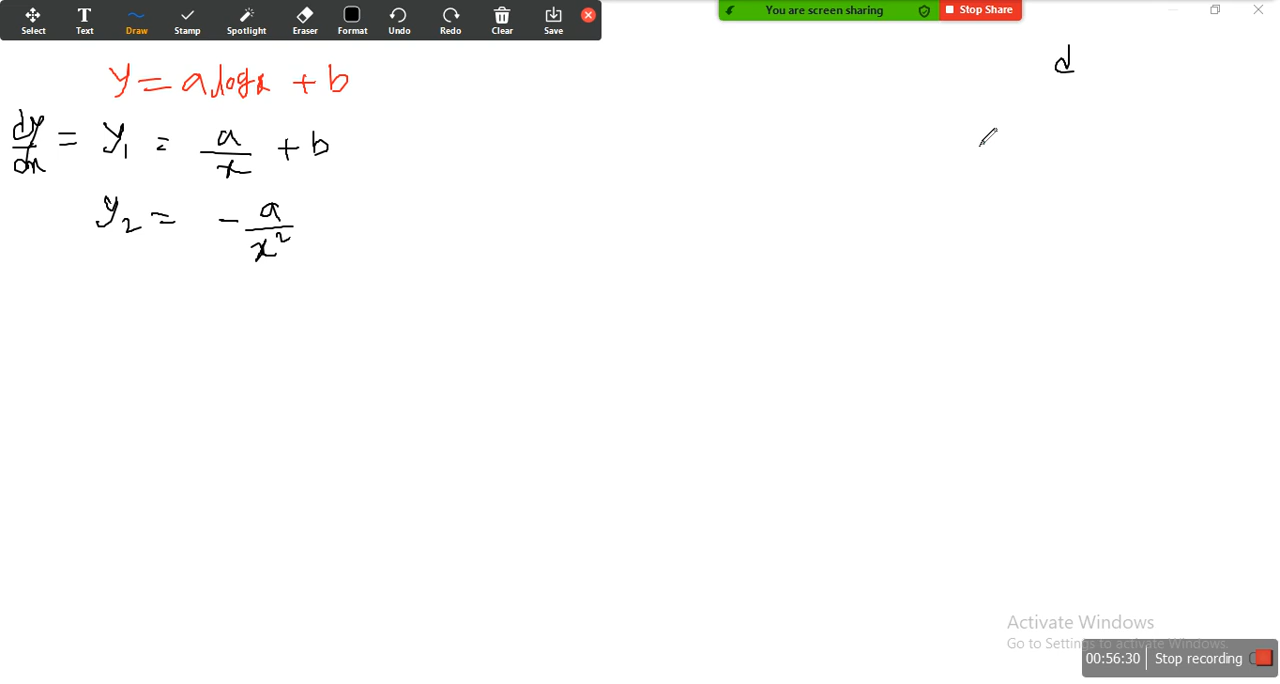 Select Text Draw Stamp Spotlight Eraser Format Undo Redo Clear Save
You are screen sharing Stop Share
y = a log x + b
d
dy/dx = y₁ = a/x + b
y₂ = - a/x²
Activate Windows
Go to Settings to activate Windows.
00:56:30 Stop recording